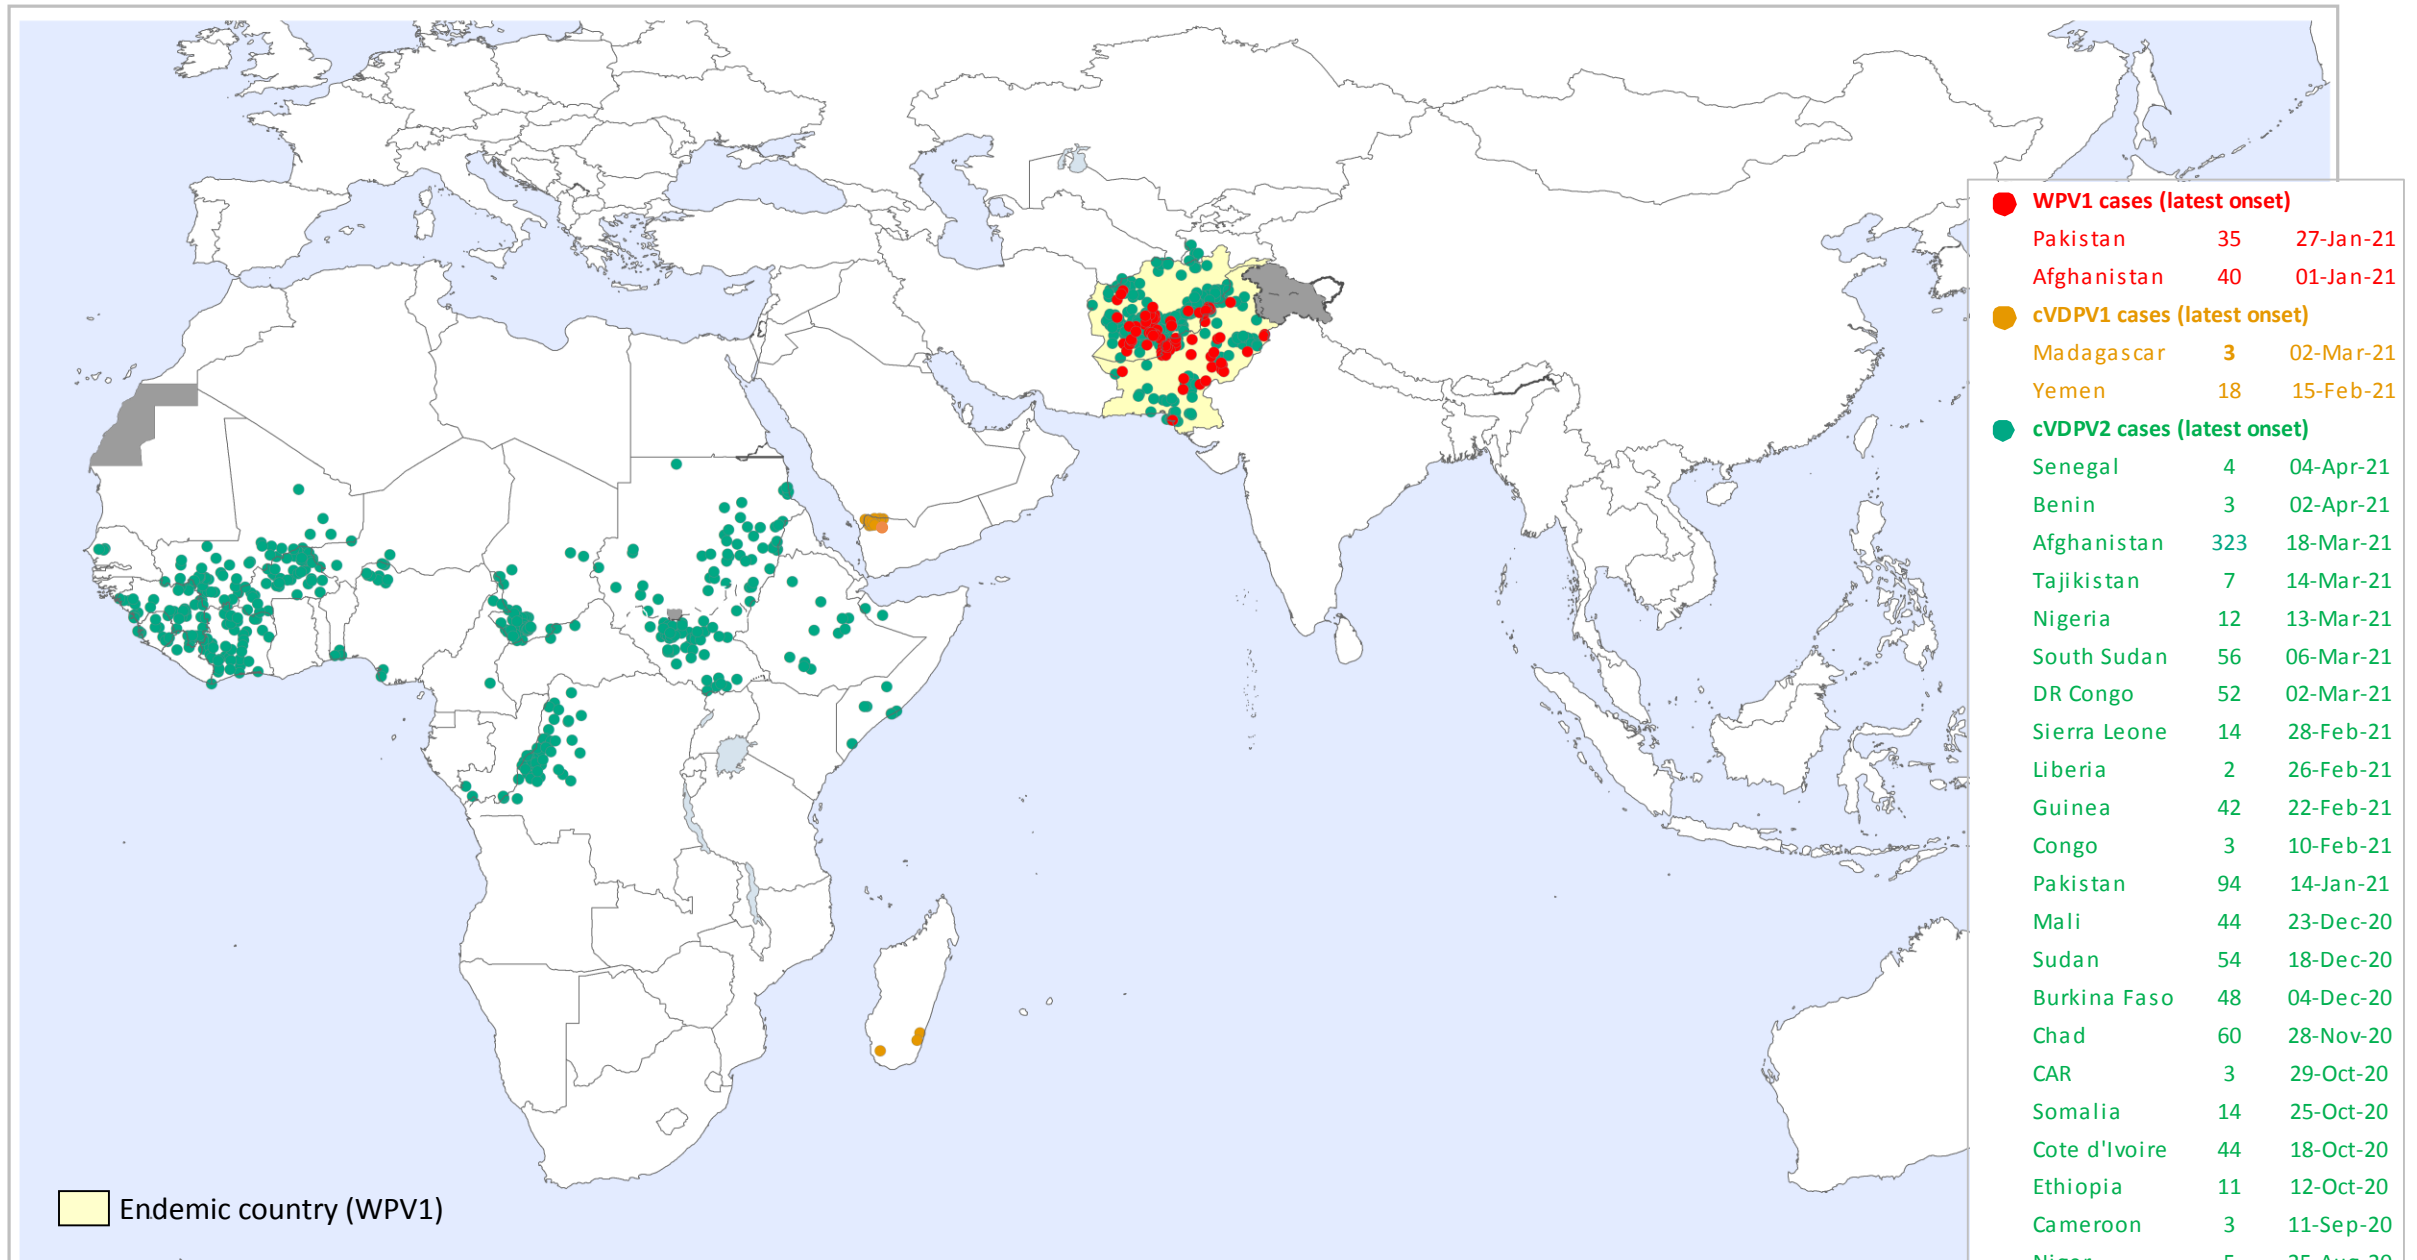 WPV1 cases (latest onset)
Pakistan 35 27-Jan-21
Afghanistan 40 01-Jan-21
cVDPV1 cases (latest onset)
Madagascar 3 02-Mar-21
Yemen 18 15-Feb-21
cVDPV2 cases (latest onset)
Senegal 4 04-Apr-21
Benin 3 02-Apr-21
Afghanistan 323 18-Mar-21
Tajikistan 7 14-Mar-21
Nigeria 12 13-Mar-21
South Sudan 56 06-Mar-21
DR Congo 52 02-Mar-21
Sierra Leone 14 28-Feb-21
Liberia 2 26-Feb-21
Guinea 42 22-Feb-21
Congo 3 10-Feb-21
Pakistan 94 14-Jan-21
Mali 44 23-Dec-20
Sudan 54 18-Dec-20
Burkina Faso 48 04-Dec-20
Chad 60 28-Nov-20
CAR 3 29-Oct-20
Somalia 14 25-Oct-20
Cote d'Ivoire 44 18-Oct-20
Ethiopia 11 12-Oct-20
Cameroon 3 11-Sep-20
Niger 5 25-Aug-20
Endemic country (WPV1)